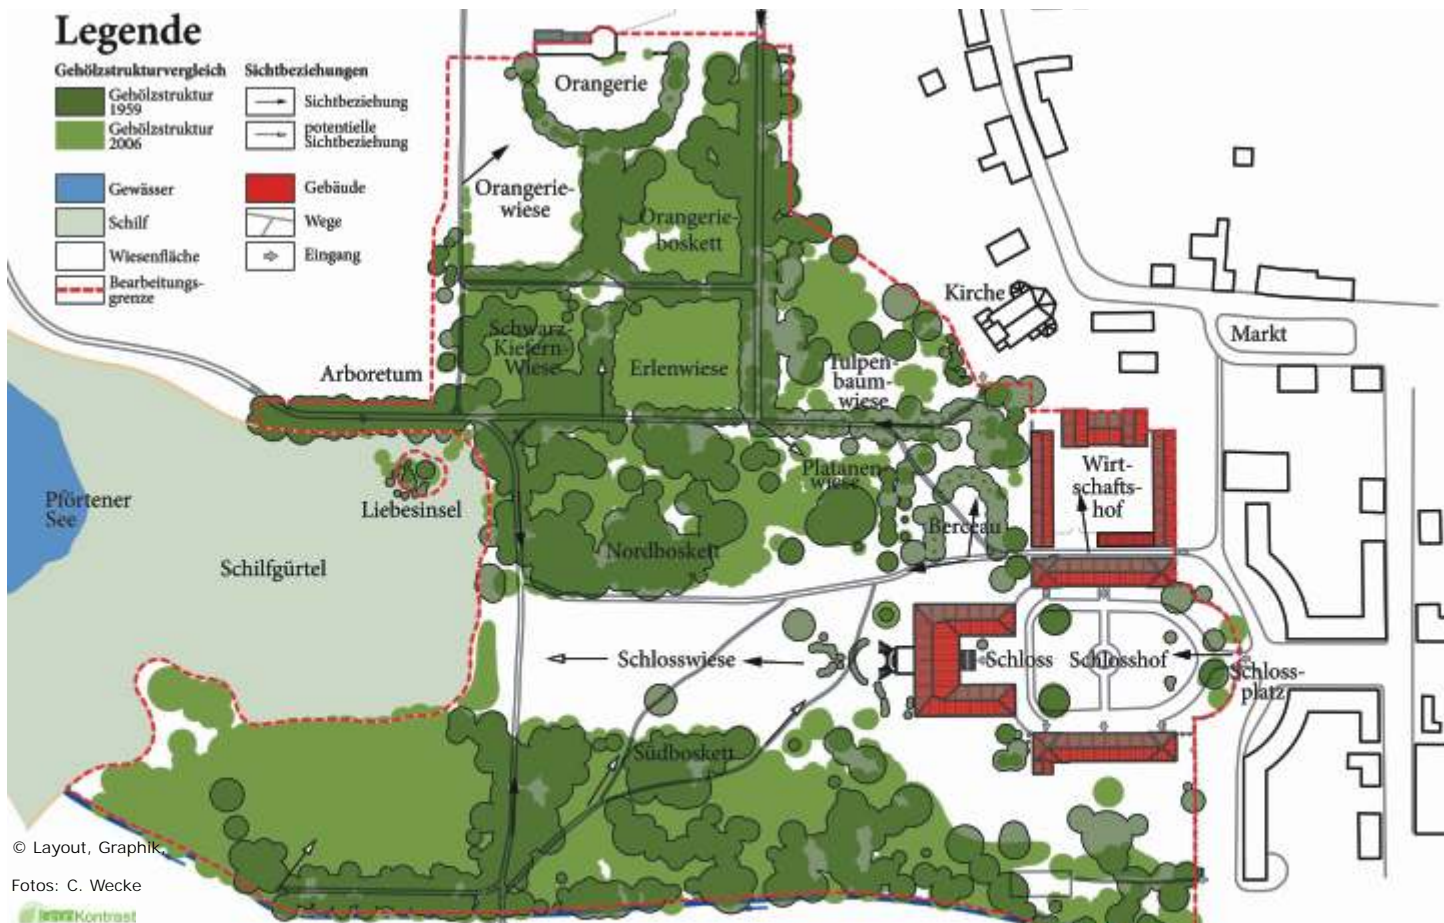 Legende
Gehölzstrukturvergleich
Gehölzstruktur
1959
Gehölzstruktur
2006
Gewässer
Schilf
Wiesenfläche
Bearbeitungs-
grenze
Sichtbeziehungen
Sichtbeziehung
potentielle
Sichtbeziehung
Gebäude
Wege
Eingang
Orangerie
Orangerie-
wiese
Orangerie-
boskett
Kirche
Markt
Schwarz-
Kiefern-
Wiese
Erlenwiese
Tulpen-
baum-
wiese
Arboretum
Platanen
wiese
Wirt-
schafts-
hof
Pförtener
See
Liebesinsel
Berceau
Nordboskett
Schilfgürtel
Schlosswiese
Schloss
Schlosshof
Schloss-
platz
Südboskett
© Layout, Graphik,
Fotos: C. Wecke
Kontrast